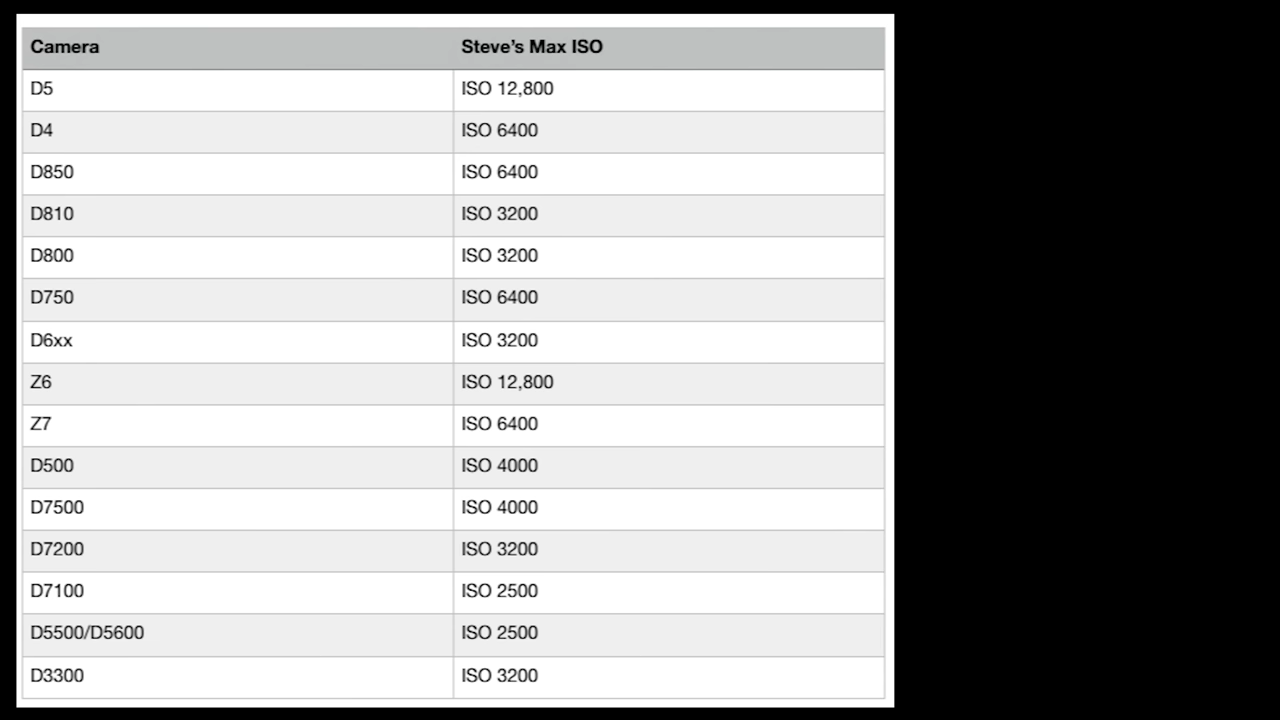 Camera Steve’s Max ISO
D5 ISO 12,800
D4 ISO 6400
D850 ISO 6400
D810 ISO 3200
D800 ISO 3200
D750 ISO 6400
D6xx ISO 3200
Z6 ISO 12,800
Z7 ISO 6400
D500 ISO 4000
D7500 ISO 4000
D7200 ISO 3200
D7100 ISO 2500
D5500/D5600 ISO 2500
D3300 ISO 3200